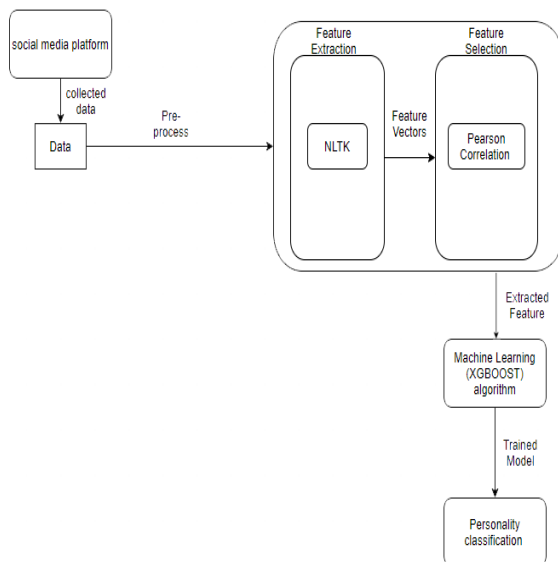 social media platform
collected
data
Data
Pre-
process
Feature
Extraction
NLTK
Feature
Vectors
Feature
Selection
Pearson
Correlation
Extracted
Feature
Machine Learning
(XGBOOST)
algorithm
Trained
Model
Personality
classification